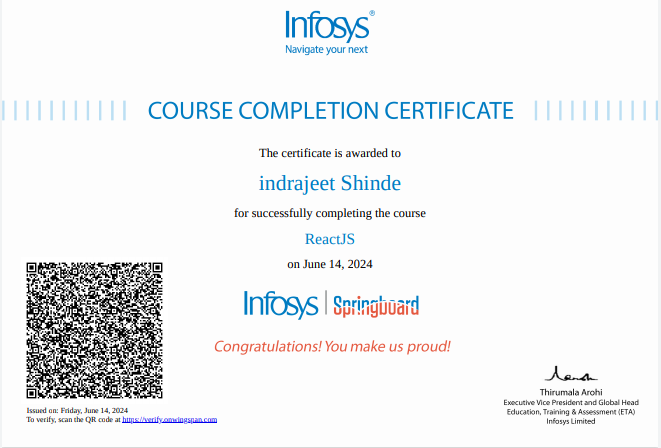 Infosys®
Navigate your next
COURSE COMPLETION CERTIFICATE
The certificate is awarded to
indrajeet Shinde
for successfully completing the course
ReactJS
on June 14, 2024
Infosys | Springboard
Congratulations! You make us proud!
Issued on: Friday, June 14, 2024
To verify, scan the QR code at https://verify.onwingspan.com
Thirumala Arohi
Executive Vice President and Global Head
Education, Training & Assessment (ETA)
Infosys Limited